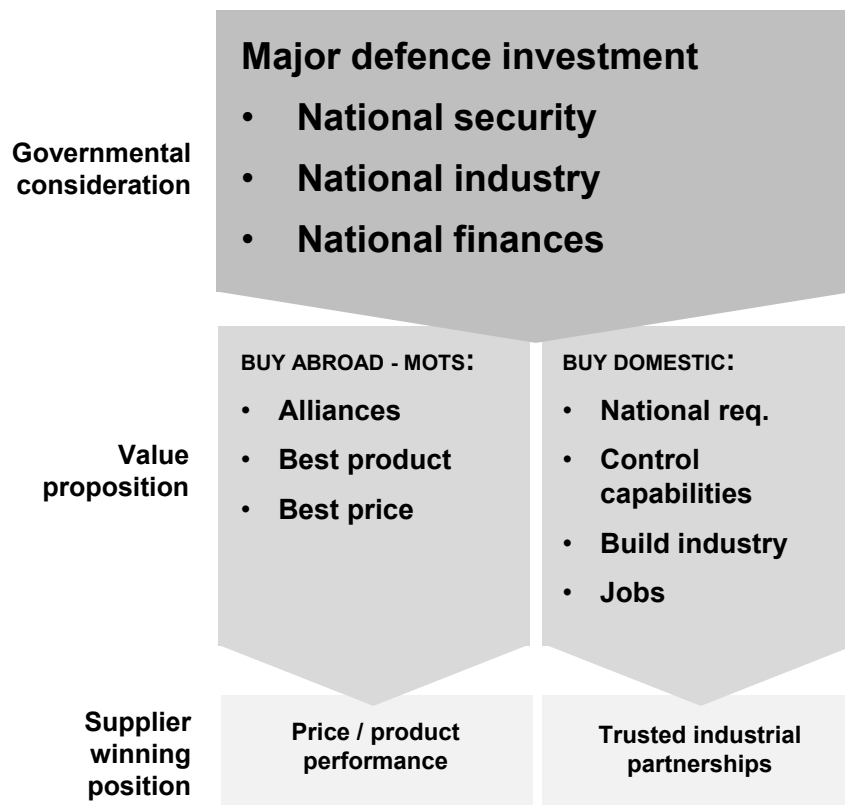 Major defence investment
• National security
• National industry
• National finances
Governmental
consideration
BUY ABROAD - MOTS:
• Alliances
• Best product
• Best price
BUY DOMESTIC:
• National req.
• Control
capabilities
• Build industry
• Jobs
Value
proposition
Supplier
winning
position
Price / product
performance
Trusted industrial
partnerships